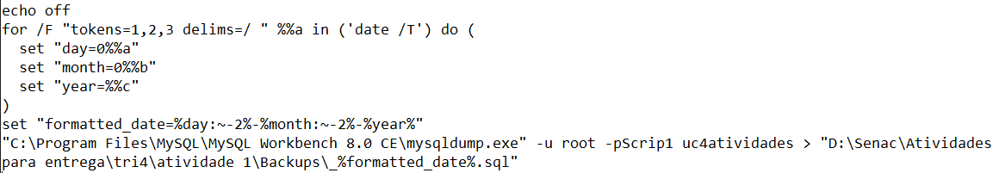 echo off
for /F "tokens=1,2,3 delims=/ " %%a in ('date /T') do (
  set "day=0%%a"
  set "month=0%%b"
  set "year=%%c"
)
set "formatted_date=%day:~-2%-%month:~-2%-%year%"
"C:\Program Files\MySQL\MySQL Workbench 8.0 CE\mysqldump.exe" -u root -pScrip1 uc4atividades > "D:\Senac\Atividades
para entrega\tri4\atividade 1\Backups\_%formatted_date%.sql"